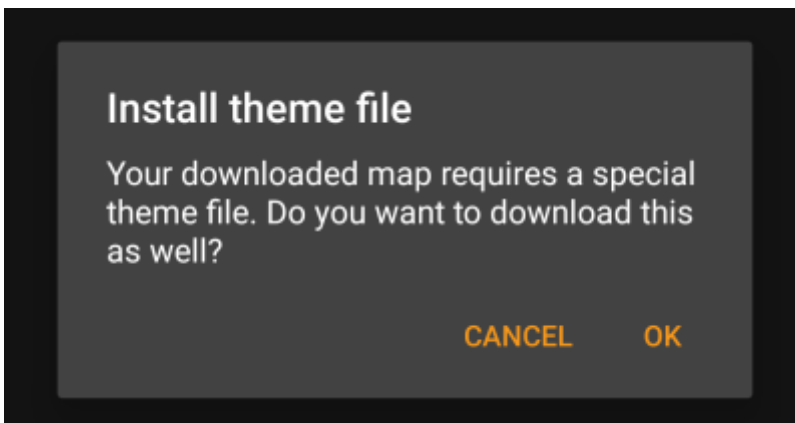 Install theme file
Your downloaded map requires a special
theme file. Do you want to download this
as well?
CANCEL OK